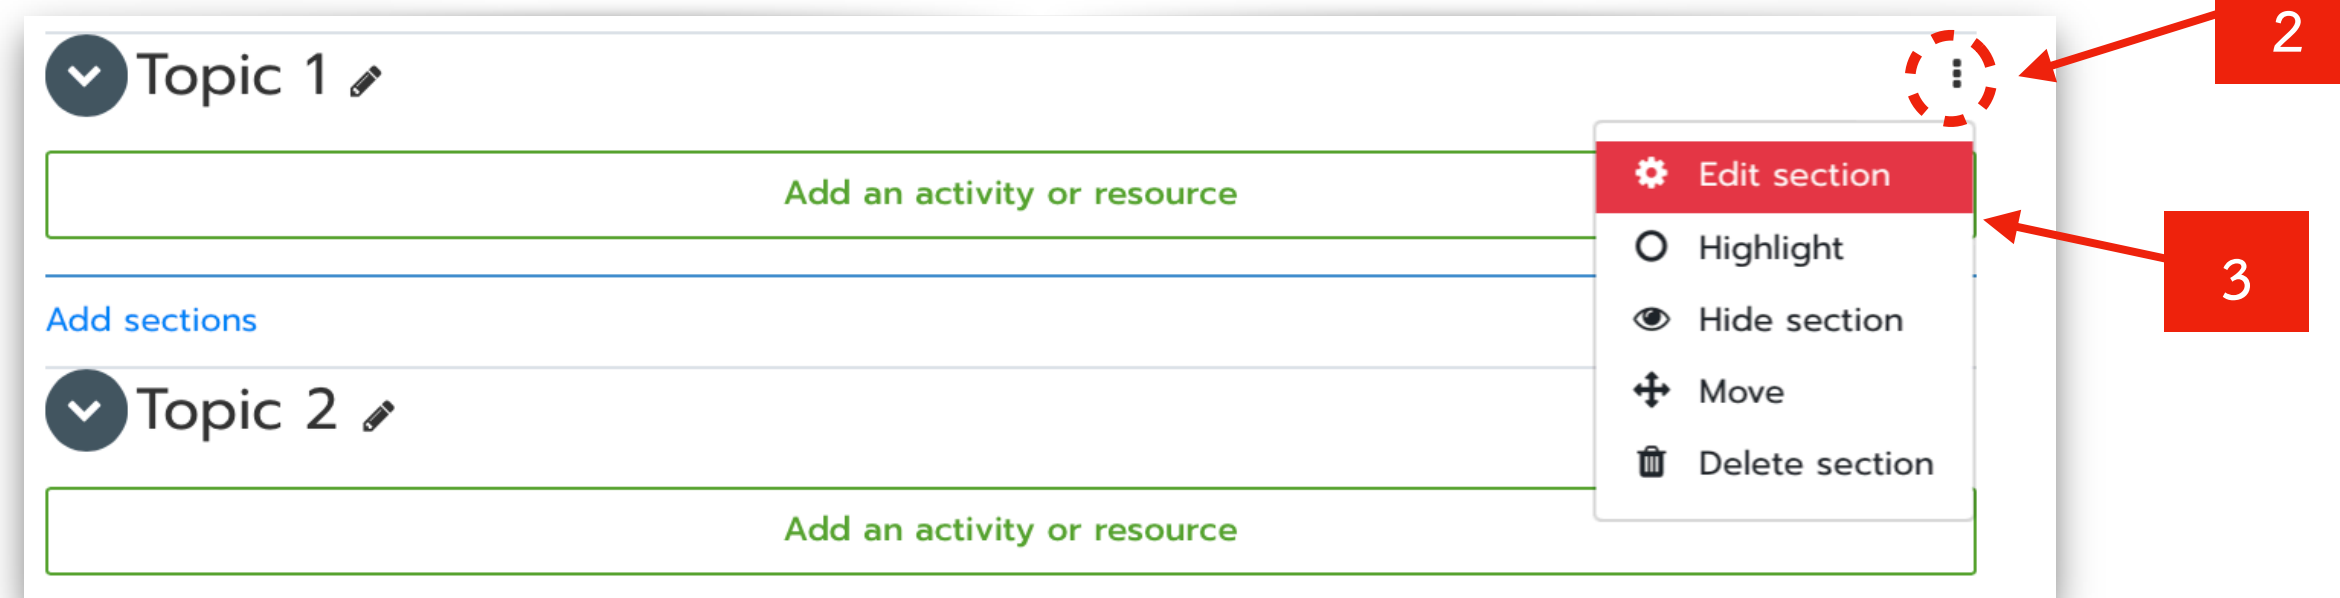 2
Topic 1
Edit section
Add an activity or resource
Highlight
3
Add sections
Hide section
Move
Topic 2
Delete section
Add an activity or resource